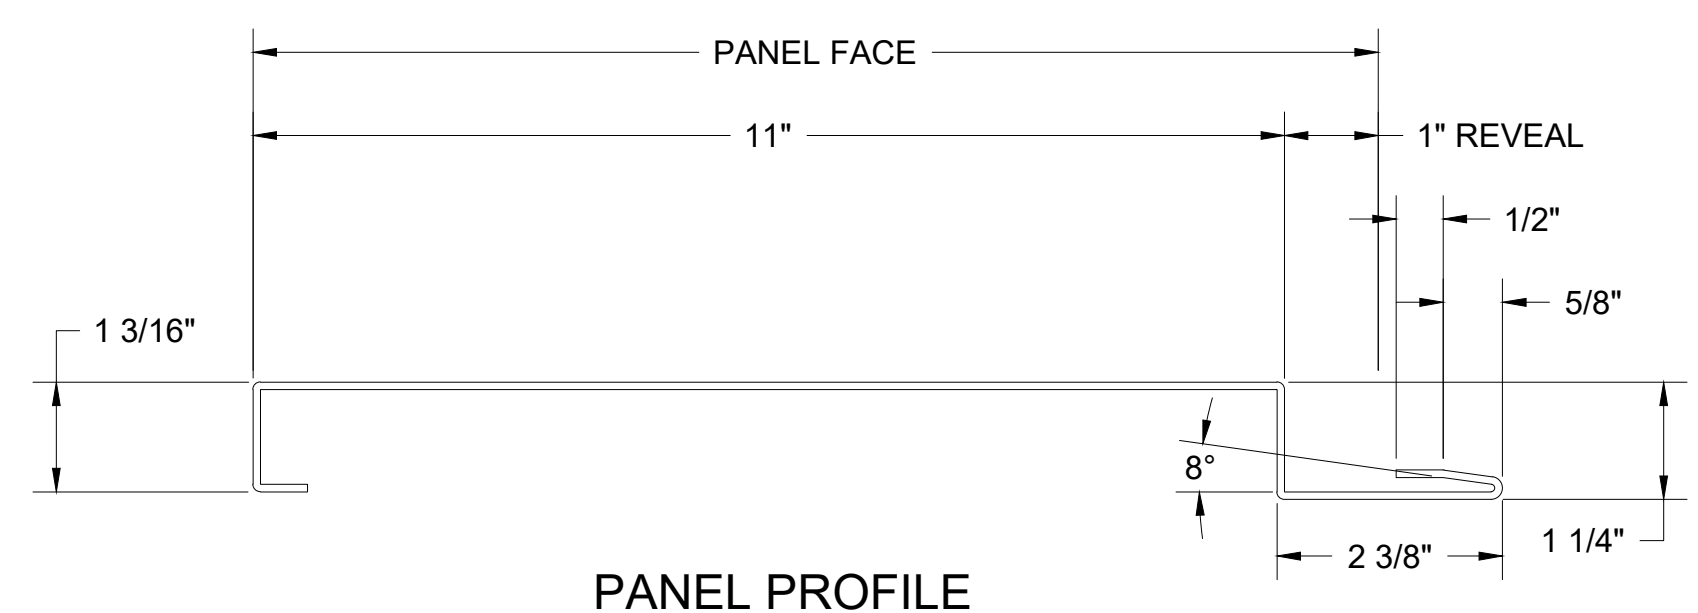 PANEL FACE
11"
1" REVEAL
1/2"
5/8"
1 3/16"
8°
1 1/4"
2 3/8"
PANEL PROFILE